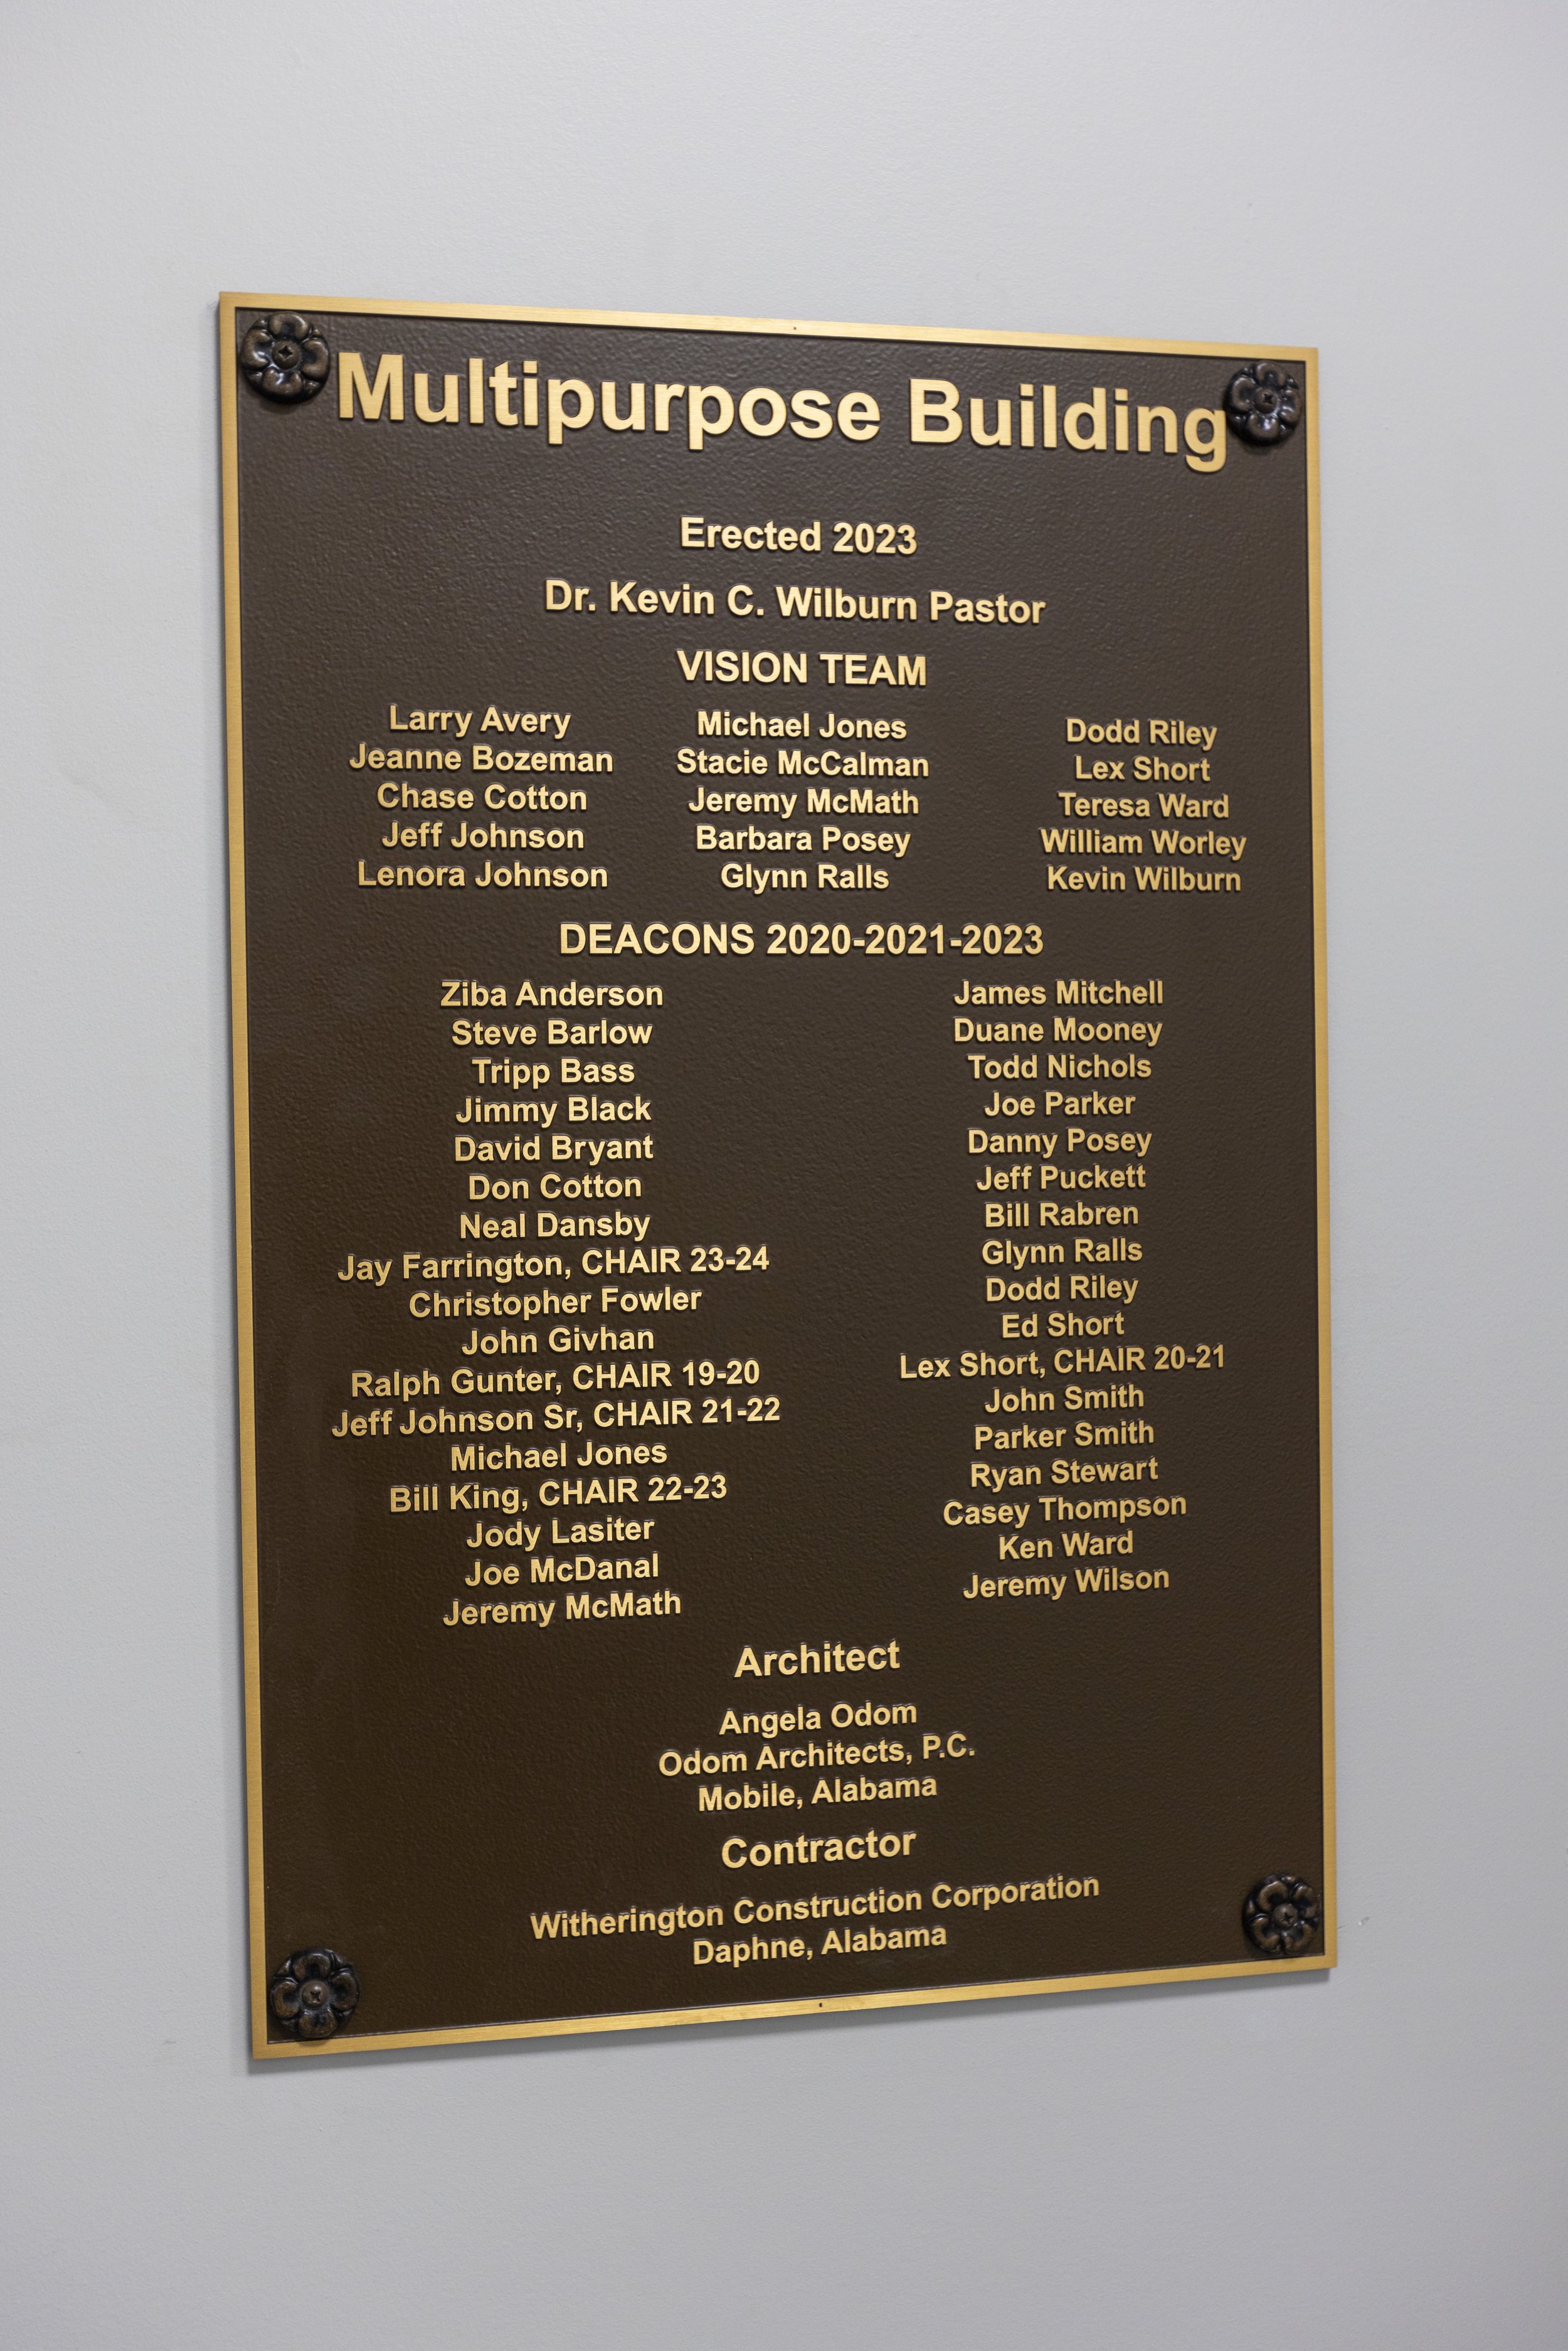 Multipurpose Building
Erected 2023
Dr. Kevin C. Wilburn Pastor
VISION TEAM
Larry Avery
Jeanne Bozeman
Chase Cotton
Jeff Johnson
Lenora Johnson
Michael Jones
Stacie McCalman
Jeremy McMath
Barbara Posey
Glynn Ralls
Dodd Riley
Lex Short
Teresa Ward
William Worley
Kevin Wilburn
DEACONS 2020-2021-2023
Ziba Anderson
Steve Barlow
Tripp Bass
Jimmy Black
David Bryant
Don Cotton
Neal Dansby
Jay Farrington, CHAIR 23-24
Christopher Fowler
John Givhan
Ralph Gunter, CHAIR 19-20
Jeff Johnson Sr, CHAIR 21-22
Michael Jones
Bill King, CHAIR 22-23
Jody Lasiter
Joe McDanal
Jeremy McMath
James Mitchell
Duane Mooney
Todd Nichols
Joe Parker
Danny Posey
Jeff Puckett
Bill Rabren
Glynn Ralls
Dodd Riley
Ed Short
Lex Short, CHAIR 20-21
John Smith
Parker Smith
Ryan Stewart
Casey Thompson
Ken Ward
Jeremy Wilson
Architect
Angela Odom
Odom Architects, P.C.
Mobile, Alabama
Contractor
Witherington Construction Corporation
Daphne, Alabama